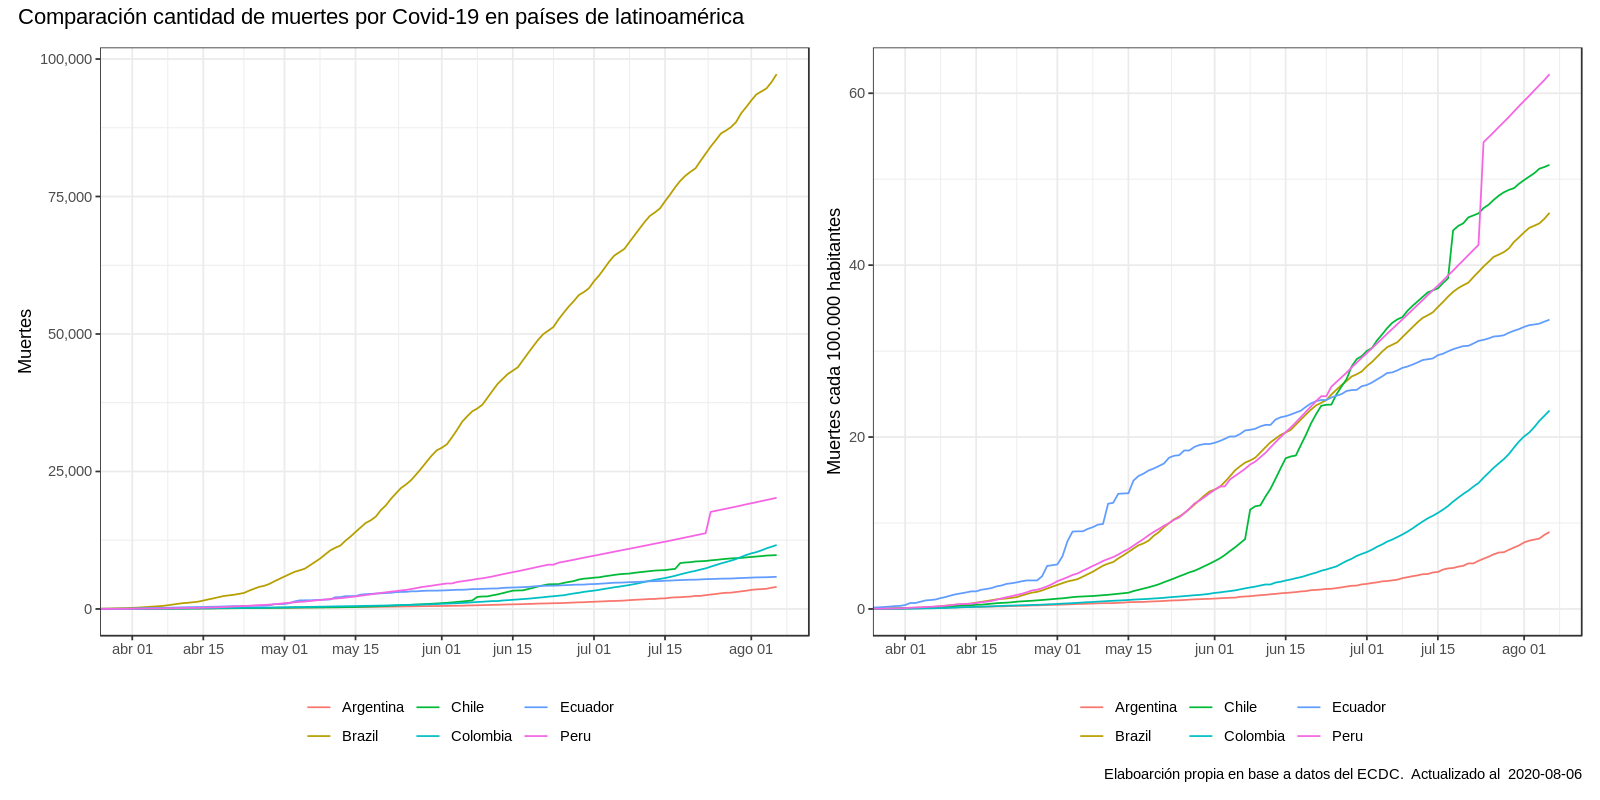 Comparación cantidad de muertes por Covid-19 en países de latinoamérica
Muertes
100,000
75,000
50,000
25,000
0
abr 01 abr 15 may 01 may 15 jun 01 jun 15 jul 01 jul 15 ago 01
Argentina Chile Ecuador
Brazil Colombia Peru
Muertes cada 100.000 habitantes
60
40
20
0
abr 01 abr 15 may 01 may 15 jun 01 jun 15 jul 01 jul 15 ago 01
Argentina Chile Ecuador
Brazil Colombia Peru
Elaboarción propia en base a datos del ECDC.  Actualizado al  2020-08-06